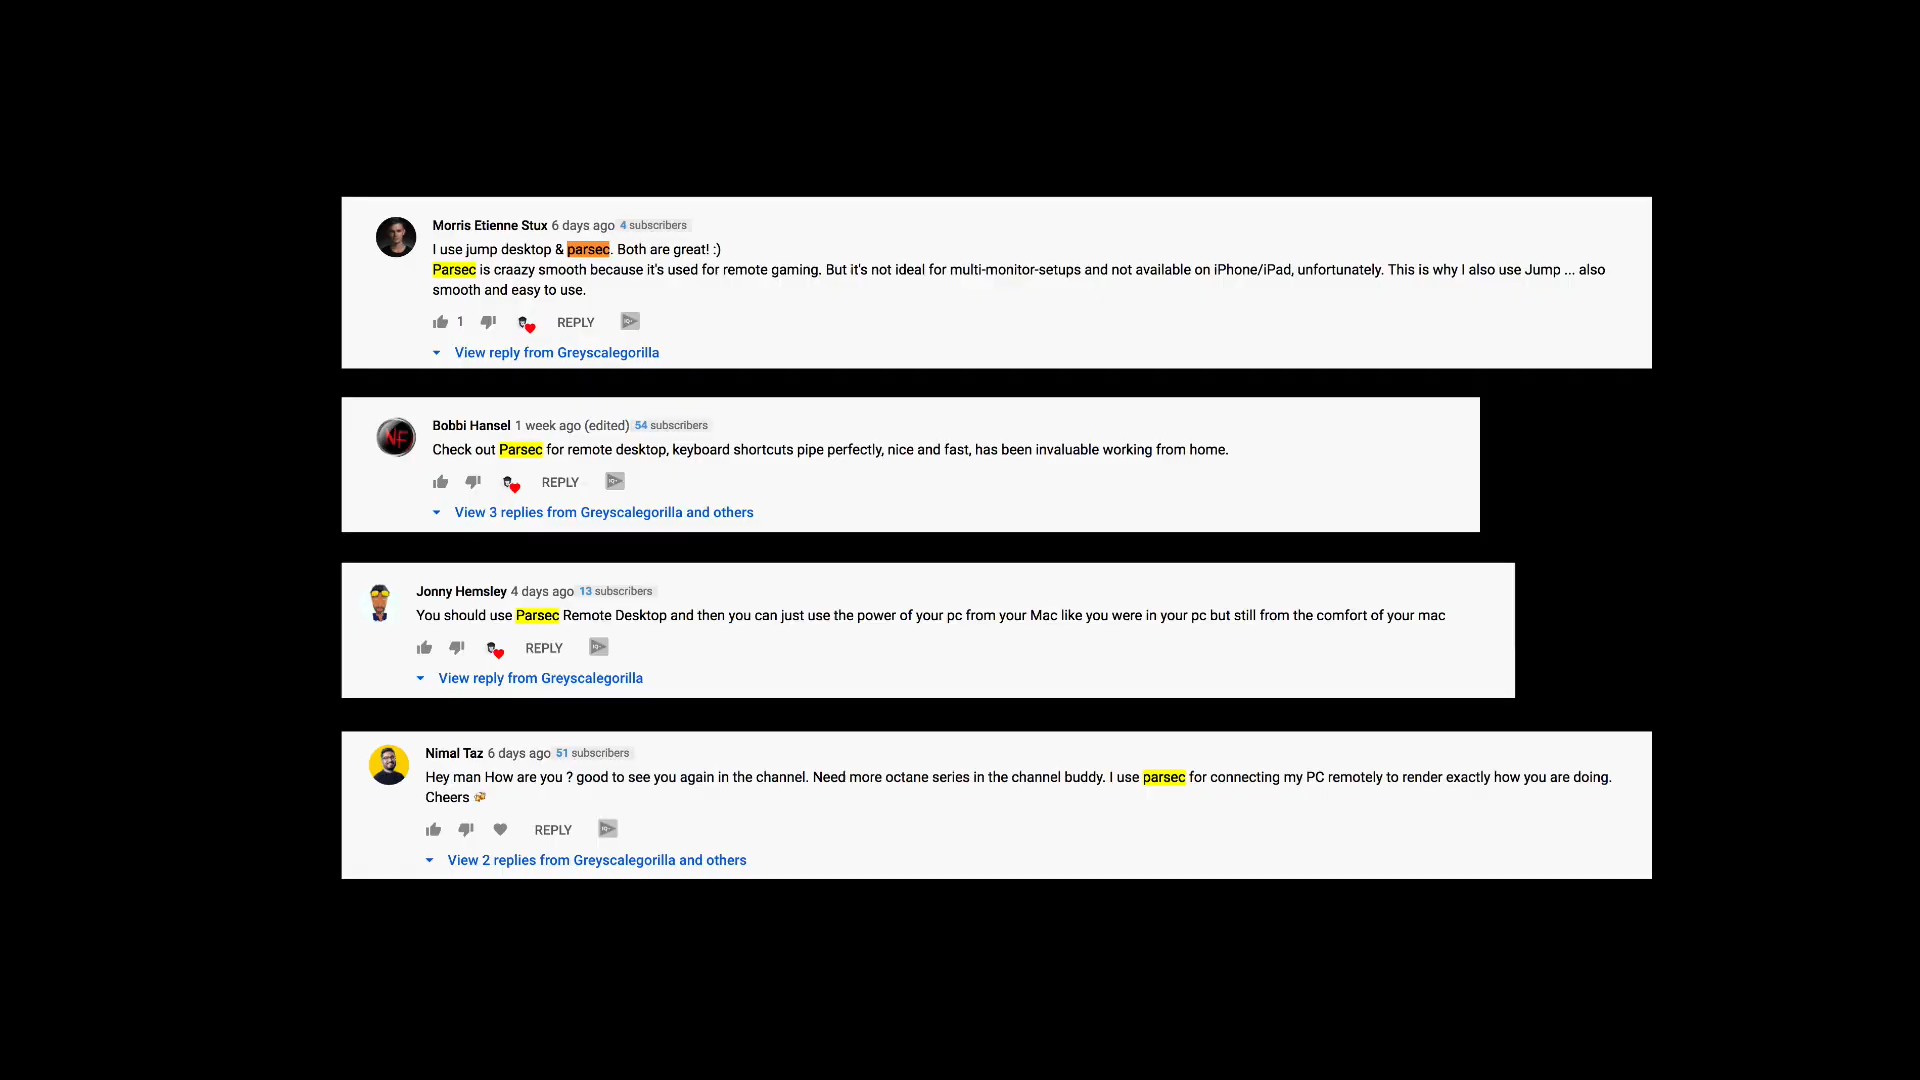 Morris Etienne Stux 6 days ago 4 subscribers
I use jump desktop & parsec. Both are great! :)
Parsec is craazy smooth because it's used for remote gaming. But it's not ideal for multi-monitor-setups and not available on iPhone/iPad, unfortunately. This is why I also use Jump ... also
smooth and easy to use.
1 REPLY
View reply from Greyscalegorilla
Bobbi Hansel 1 week ago (edited) 54 subscribers
NF
Check out Parsec for remote desktop, keyboard shortcuts pipe perfectly, nice and fast, has been invaluable working from home.
REPLY
View 3 replies from Greyscalegorilla and others
Jonny Hemsley 4 days ago 13 subscribers
You should use Parsec Remote Desktop and then you can just use the power of your pc from your Mac like you were in your pc but still from the comfort of your mac
REPLY
View reply from Greyscalegorilla
Nimal Taz 6 days ago 51 subscribers
Hey man How are you ? good to see you again in the channel. Need more octane series in the channel buddy. I use parsec for connecting my PC remotely to render exactly how you are doing.
Cheers 🍻
REPLY
View 2 replies from Greyscalegorilla and others